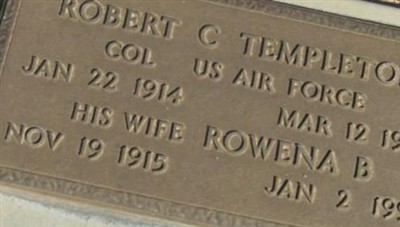 ROBERT C TEMPLETO
COL US AIR FORCE
JAN 22 1914 MAR 12 19
HIS WIFE ROWENA B
NOV 19 1915 JAN 2 199